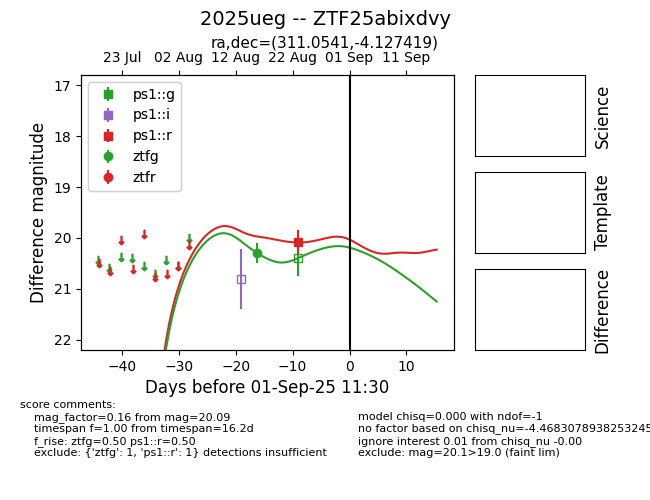 2025ueg -- ZTF25abixdvy
ra,dec=(311.0541,-4.127419)
23 Jul 02 Aug 12 Aug 22 Aug 01 Sep 11 Sep
17
18
19
20
21
22
Difference magnitude
ps1::g
ps1::i
ps1::r
ztfg
ztfr
−40 −30 −20 −10 0 10
Days before 01-Sep-25 11:30
Science
Template
Difference
score comments:
mag_factor=0.16 from mag=20.09
timespan f=1.00 from timespan=16.2d
f_rise: ztfg=0.50 ps1::r=0.50
exclude: {'ztfg': 1, 'ps1::r': 1} detections insufficient
model chisq=0.000 with ndof=-1
no factor based on chisq_nu=-4.4683078938253245
ignore interest 0.01 from chisq_nu -0.00
exclude: mag=20.1>19.0 (faint lim)